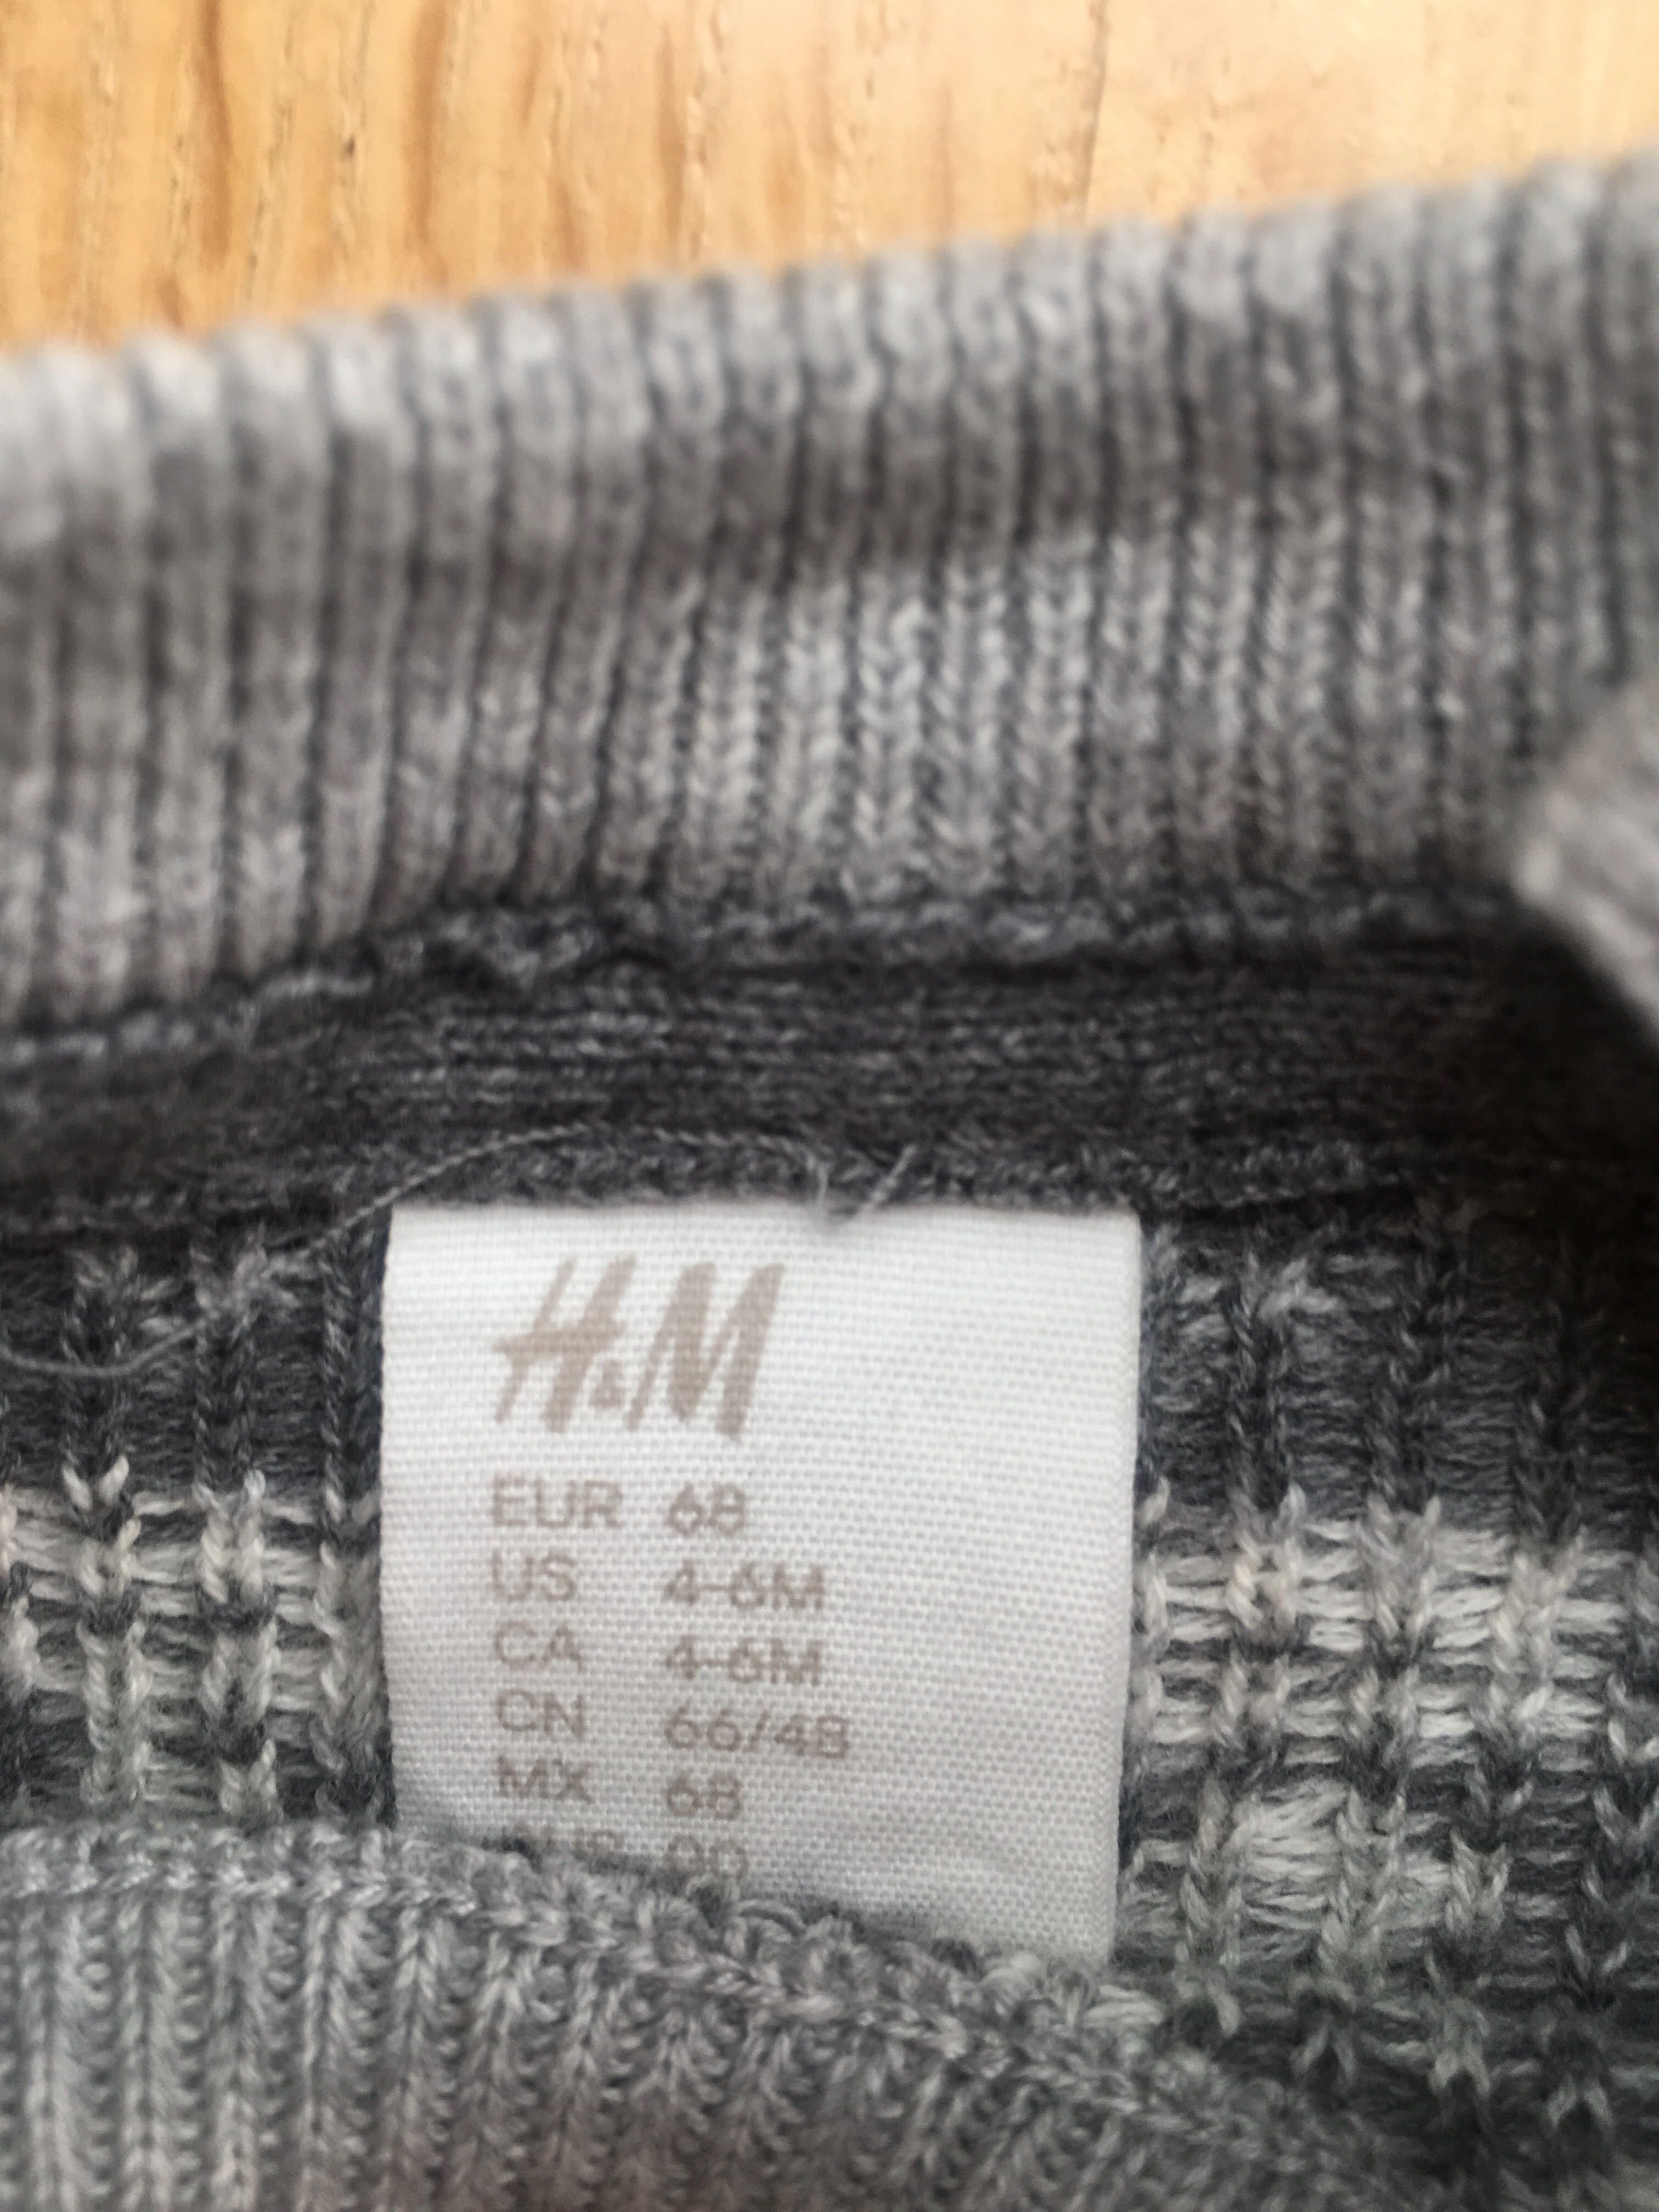 H&M
EUR 68
US 4-6M
CA 4-6M
CN 66/48
MX 68